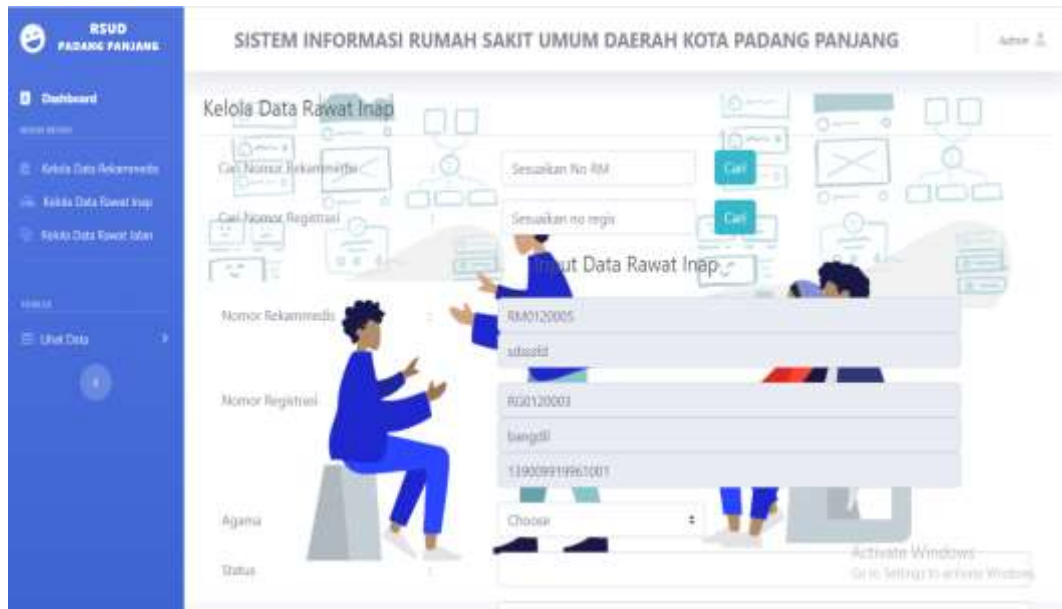 RSUD
PADANG PANJANG
SISTEM INFORMASI RUMAH SAKIT UMUM DAERAH KOTA PADANG PANJANG
Admin
Dashboard
Kelola Data Rekammedis
Kelola Data Rawat Inap
Kelola Data Rawat Jalan
Lihat Data
Kelola Data Rawat Inap
Cari Nomor Rekammedis : Sesuaikan No RM Cari
Cari Nomor Registrasi : Sesuaikan no regis Cari
Input Data Rawat Inap
Nomor Rekammedis : RM0120005
Nomor Registrasi RG0120003
bangdil
139009919961001
Agama Choose
Status :
Activate Windows
Go to Settings to activate Windows.